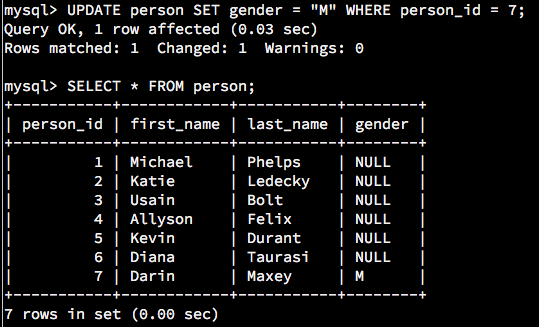 mysql> UPDATE person SET gender = "M" WHERE person_id = 7;
Query OK, 1 row affected (0.03 sec)
Rows matched: 1  Changed: 1  Warnings: 0

mysql> SELECT * FROM person;
+-----------+------------+-----------+--------+
| person_id | first_name | last_name | gender |
+-----------+------------+-----------+--------+
|         1 | Michael    | Phelps    | NULL   |
|         2 | Katie      | Ledecky   | NULL   |
|         3 | Usain      | Bolt      | NULL   |
|         4 | Allyson    | Felix     | NULL   |
|         5 | Kevin      | Durant    | NULL   |
|         6 | Diana      | Taurasi   | NULL   |
|         7 | Darin      | Maxey     | M      |
+-----------+------------+-----------+--------+
7 rows in set (0.00 sec)